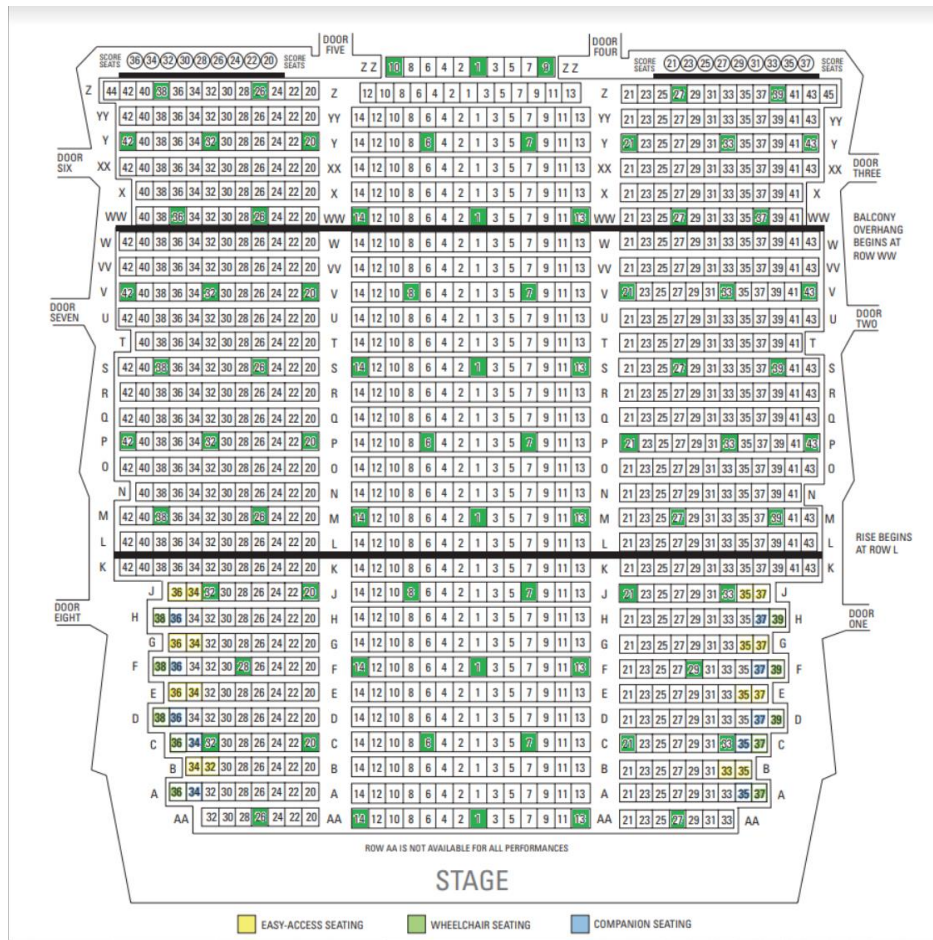 DOOR FIVE
DOOR FOUR
SCORE SEATS 36 34 32 30 28 26 24 22 20 SCORE SEATS
Z Z 10 8 6 4 2 1 3 5 7 9 Z Z
SCORE SEATS 21 23 25 27 29 31 33 35 37 SCORE SEATS
Z 44 42 40 38 36 34 32 30 28 26 24 22 20 Z 12 10 8 6 4 2 1 3 5 7 9 11 13 Z 21 23 25 27 29 31 33 35 37 39 41 43 45 Z
YY 42 40 38 36 34 32 30 28 26 24 22 20 YY 14 12 10 8 6 4 2 1 3 5 7 9 11 13 YY 21 23 25 27 29 31 33 35 37 39 41 43 YY
Y 42 40 38 36 34 32 30 28 26 24 22 20 Y 14 12 10 8 6 4 2 1 3 5 7 9 11 13 Y 21 23 25 27 29 31 33 35 37 39 41 43 Y
DOOR SIX
DOOR THREE
XX 42 40 38 36 34 32 30 28 26 24 22 20 XX 14 12 10 8 6 4 2 1 3 5 7 9 11 13 XX 21 23 25 27 29 31 33 35 37 39 41 43 XX
X 40 38 36 34 32 30 28 26 24 22 20 X 14 12 10 8 6 4 2 1 3 5 7 9 11 13 X 21 23 25 27 29 31 33 35 37 39 41 X
WW 40 38 36 34 32 30 28 26 24 22 20 WW 14 12 10 8 6 4 2 1 3 5 7 9 11 13 WW 21 23 25 27 29 31 33 35 37 39 41 WW
BALCONY
OVERHANG
BEGINS AT
ROW WW
W 42 40 38 36 34 32 30 28 26 24 22 20 W 14 12 10 8 6 4 2 1 3 5 7 9 11 13 W 21 23 25 27 29 31 33 35 37 39 41 43 W
VV 42 40 38 36 34 32 30 28 26 24 22 20 VV 14 12 10 8 6 4 2 1 3 5 7 9 11 13 VV 21 23 25 27 29 31 33 35 37 39 41 43 VV
V 42 40 38 36 34 32 30 28 26 24 22 20 V 14 12 10 8 6 4 2 1 3 5 7 9 11 13 V 21 23 25 27 29 31 33 35 37 39 41 43 V
DOOR SEVEN
DOOR TWO
U 42 40 38 36 34 32 30 28 26 24 22 20 U 14 12 10 8 6 4 2 1 3 5 7 9 11 13 U 21 23 25 27 29 31 33 35 37 39 41 43 U
T 40 38 36 34 32 30 28 26 24 22 20 T 14 12 10 8 6 4 2 1 3 5 7 9 11 13 T 21 23 25 27 29 31 33 35 37 39 41 T
S 42 40 38 36 34 32 30 28 26 24 22 20 S 14 12 10 8 6 4 2 1 3 5 7 9 11 13 S 21 23 25 27 29 31 33 35 37 39 41 43 S
R 42 40 38 36 34 32 30 28 26 24 22 20 R 14 12 10 8 6 4 2 1 3 5 7 9 11 13 R 21 23 25 27 29 31 33 35 37 39 41 43 R
Q 42 40 38 36 34 32 30 28 26 24 22 20 Q 14 12 10 8 6 4 2 1 3 5 7 9 11 13 Q 21 23 25 27 29 31 33 35 37 39 41 43 Q
P 42 40 38 36 34 32 30 28 26 24 22 20 P 14 12 10 8 6 4 2 1 3 5 7 9 11 13 P 21 23 25 27 29 31 33 35 37 39 41 43 P
O 42 40 38 36 34 32 30 28 26 24 22 20 O 14 12 10 8 6 4 2 1 3 5 7 9 11 13 O 21 23 25 27 29 31 33 35 37 39 41 43 O
N 40 38 36 34 32 30 28 26 24 22 20 N 14 12 10 8 6 4 2 1 3 5 7 9 11 13 N 21 23 25 27 29 31 33 35 37 39 41 N
M 42 40 38 36 34 32 30 28 26 24 22 20 M 14 12 10 8 6 4 2 1 3 5 7 9 11 13 M 21 23 25 27 29 31 33 35 37 39 41 43 M
L 42 40 38 36 34 32 30 28 26 24 22 20 L 14 12 10 8 6 4 2 1 3 5 7 9 11 13 L 21 23 25 27 29 31 33 35 37 39 41 43 L
RISE BEGINS
AT ROW L
K 42 40 38 36 34 32 30 28 26 24 22 20 K 14 12 10 8 6 4 2 1 3 5 7 9 11 13 K 21 23 25 27 29 31 33 35 37 39 41 43 K
J 36 34 32 30 28 26 24 22 20 J 14 12 10 8 6 4 2 1 3 5 7 9 11 13 J 21 23 25 27 29 31 33 35 37 J
DOOR EIGHT
DOOR ONE
H 38 36 34 32 30 28 26 24 22 20 H 14 12 10 8 6 4 2 1 3 5 7 9 11 13 H 21 23 25 27 29 31 33 35 37 39 H
G 36 34 32 30 28 26 24 22 20 G 14 12 10 8 6 4 2 1 3 5 7 9 11 13 G 21 23 25 27 29 31 33 35 37 G
F 38 36 34 32 30 28 26 24 22 20 F 14 12 10 8 6 4 2 1 3 5 7 9 11 13 F 21 23 25 27 29 31 33 35 37 39 F
E 36 34 32 30 28 26 24 22 20 E 14 12 10 8 6 4 2 1 3 5 7 9 11 13 E 21 23 25 27 29 31 33 35 37 E
D 38 36 34 32 30 28 26 24 22 20 D 14 12 10 8 6 4 2 1 3 5 7 9 11 13 D 21 23 25 27 29 31 33 35 37 39 D
C 36 34 32 30 28 26 24 22 20 C 14 12 10 8 6 4 2 1 3 5 7 9 11 13 C 21 23 25 27 29 31 33 35 37 C
B 34 32 30 28 26 24 22 20 B 14 12 10 8 6 4 2 1 3 5 7 9 11 13 B 21 23 25 27 29 31 33 35 B
A 36 34 32 30 28 26 24 22 20 A 14 12 10 8 6 4 2 1 3 5 7 9 11 13 A 21 23 25 27 29 31 33 35 37 A
AA 32 30 28 26 24 22 20 AA 14 12 10 8 6 4 2 1 3 5 7 9 11 13 AA 21 23 25 27 29 31 33 AA
ROW AA IS NOT AVAILABLE FOR ALL PERFORMANCES
STAGE
EASY-ACCESS SEATING WHEELCHAIR SEATING COMPANION SEATING